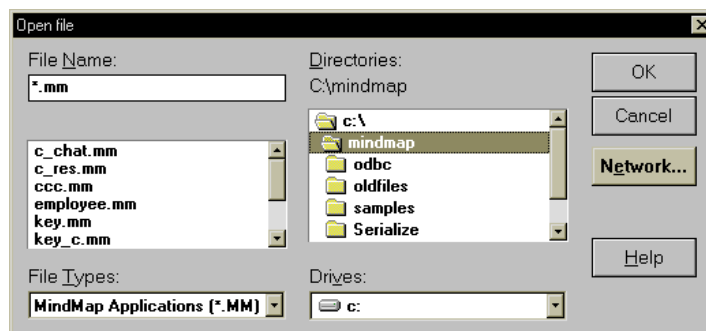 Open file
File Name:
*.mm
c_chat.mm
c_res.mm
ccc.mm
employee.mm
key.mm
key_c.mm
File Types:
MindMap Applications (*.MM)
Directories:
C:\mindmap
c:\
mindmap
odbc
oldfiles
samples
Serialize
Drives:
c:
OK
Cancel
Network...
Help